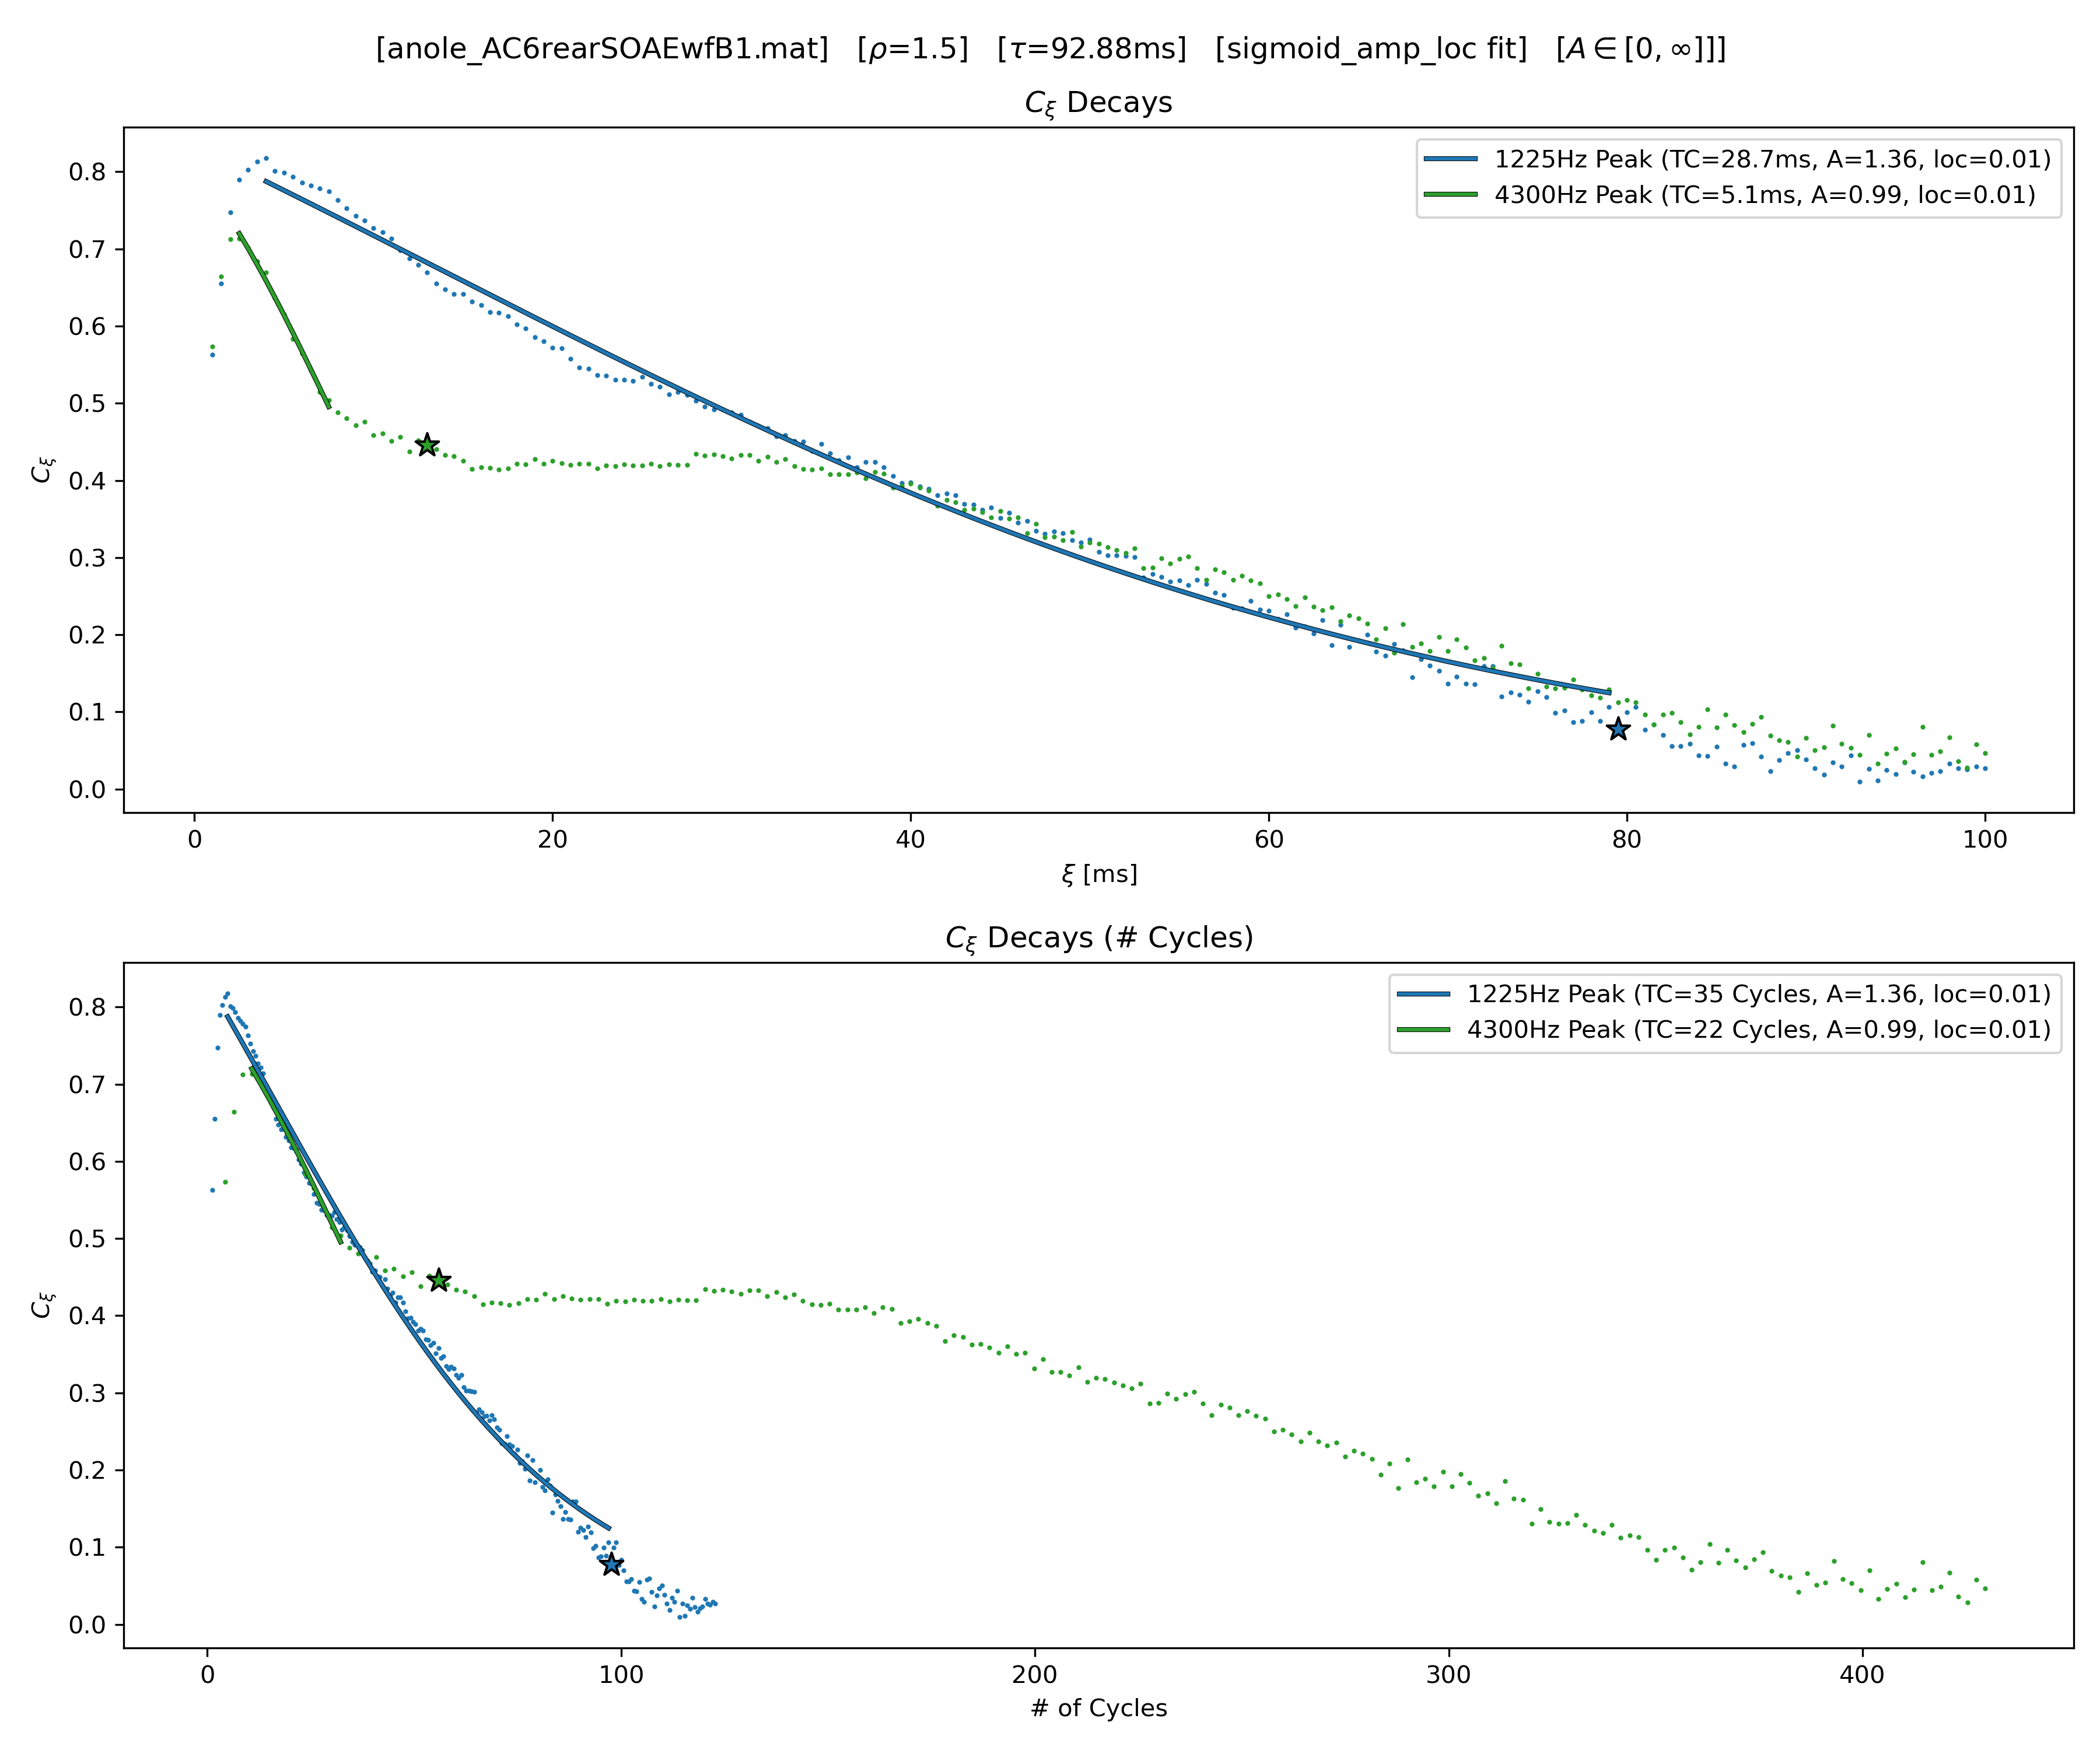 [anole_AC6rearSOAEwfB1.mat]   [ρ=1.5]   [τ=92.88ms]   [sigmoid_amp_loc fit]   [A ∈ [0, ∞]]]
Cξ Decays
1225Hz Peak (TC=28.7ms, A=1.36, loc=0.01)
4300Hz Peak (TC=5.1ms, A=0.99, loc=0.01)
0.8
0.7
0.6
0.5
0.4
0.3
0.2
0.1
0.0
Cξ
0 20 40 60 80 100
ξ [ms]
Cξ Decays (# Cycles)
1225Hz Peak (TC=35 Cycles, A=1.36, loc=0.01)
4300Hz Peak (TC=22 Cycles, A=0.99, loc=0.01)
0.8
0.7
0.6
0.5
0.4
0.3
0.2
0.1
0.0
Cξ
0 100 200 300 400
# of Cycles